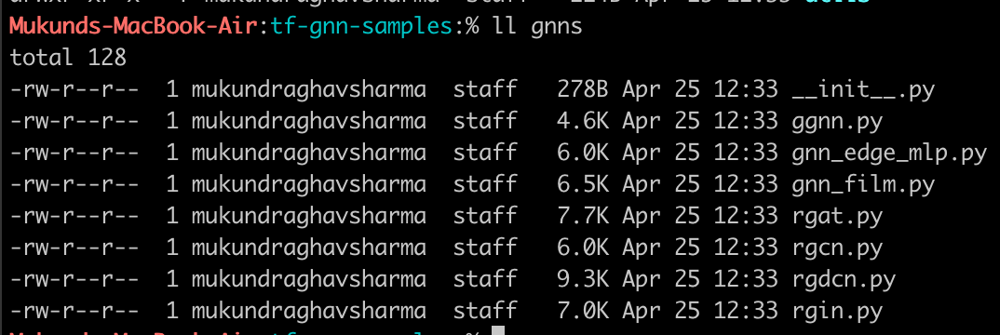 Mukunds-MacBook-Air:tf-gnn-samples:% ll gnns
total 128
-rw-r--r--  1 mukundraghavsharma  staff   278B Apr 25 12:33 __init__.py
-rw-r--r--  1 mukundraghavsharma  staff   4.6K Apr 25 12:33 ggnn.py
-rw-r--r--  1 mukundraghavsharma  staff   6.0K Apr 25 12:33 gnn_edge_mlp.py
-rw-r--r--  1 mukundraghavsharma  staff   6.5K Apr 25 12:33 gnn_film.py
-rw-r--r--  1 mukundraghavsharma  staff   7.7K Apr 25 12:33 rgat.py
-rw-r--r--  1 mukundraghavsharma  staff   6.0K Apr 25 12:33 rgcn.py
-rw-r--r--  1 mukundraghavsharma  staff   9.3K Apr 25 12:33 rgdcn.py
-rw-r--r--  1 mukundraghavsharma  staff   7.0K Apr 25 12:33 rgin.py